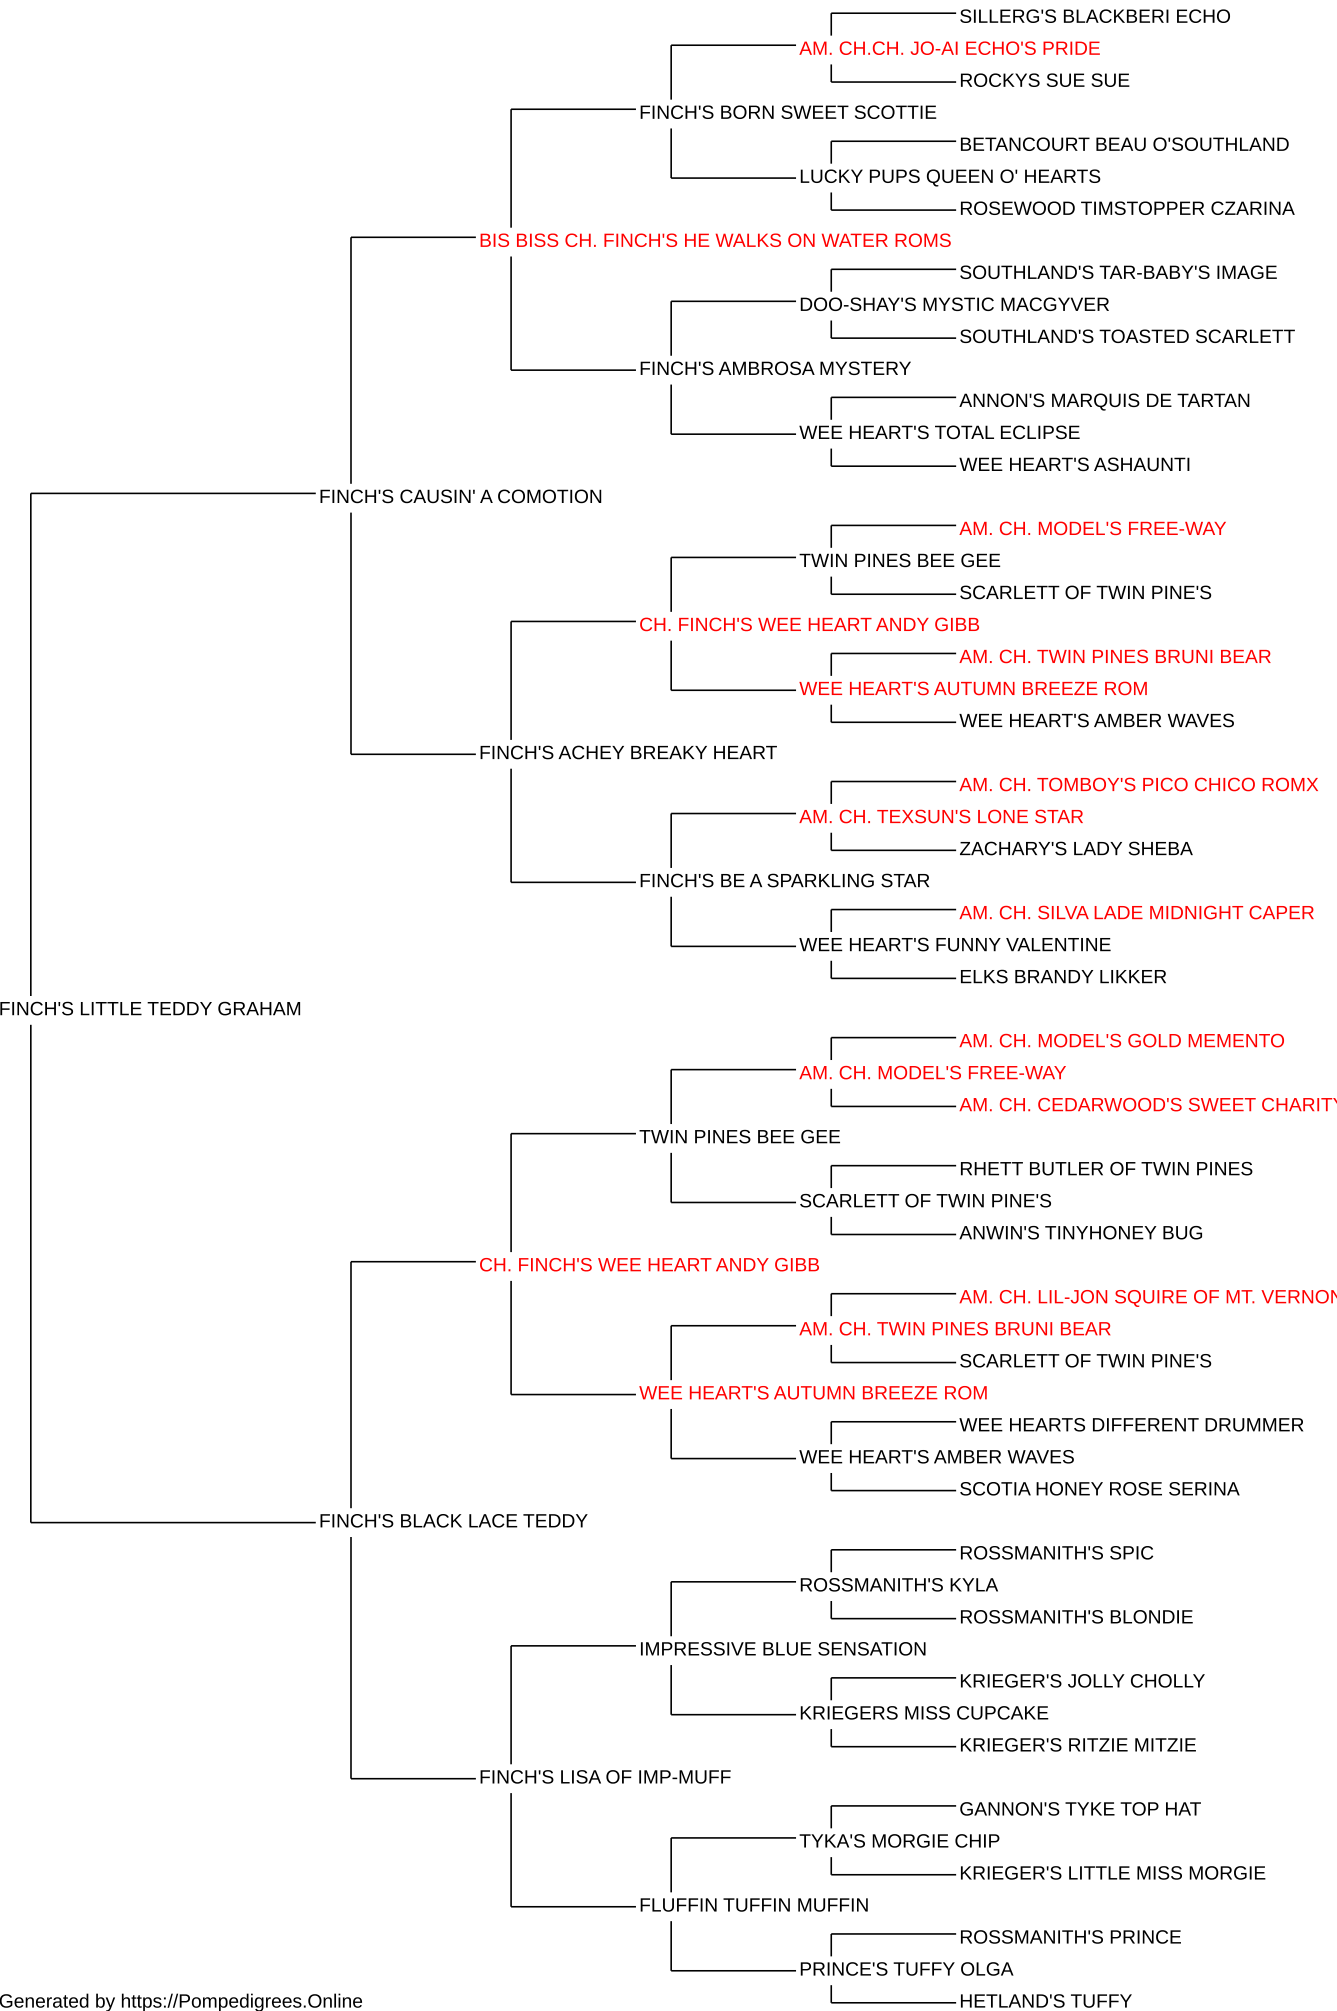 SILLERG'S BLACKBERI ECHO
AM. CH.CH. JO-AI ECHO'S PRIDE
ROCKYS SUE SUE
FINCH'S BORN SWEET SCOTTIE
BETANCOURT BEAU O'SOUTHLAND
LUCKY PUPS QUEEN O' HEARTS
ROSEWOOD TIMSTOPPER CZARINA
BIS BISS CH. FINCH'S HE WALKS ON WATER ROMS
SOUTHLAND'S TAR-BABY'S IMAGE
DOO-SHAY'S MYSTIC MACGYVER
SOUTHLAND'S TOASTED SCARLETT
FINCH'S AMBROSA MYSTERY
ANNON'S MARQUIS DE TARTAN
WEE HEART'S TOTAL ECLIPSE
WEE HEART'S ASHAUNTI
FINCH'S CAUSIN' A COMOTION
AM. CH. MODEL'S FREE-WAY
TWIN PINES BEE GEE
SCARLETT OF TWIN PINE'S
CH. FINCH'S WEE HEART ANDY GIBB
AM. CH. TWIN PINES BRUNI BEAR
WEE HEART'S AUTUMN BREEZE ROM
WEE HEART'S AMBER WAVES
FINCH'S ACHEY BREAKY HEART
AM. CH. TOMBOY'S PICO CHICO ROMX
AM. CH. TEXSUN'S LONE STAR
ZACHARY'S LADY SHEBA
FINCH'S BE A SPARKLING STAR
AM. CH. SILVA LADE MIDNIGHT CAPER
WEE HEART'S FUNNY VALENTINE
ELKS BRANDY LIKKER
FINCH'S LITTLE TEDDY GRAHAM
AM. CH. MODEL'S GOLD MEMENTO
AM. CH. MODEL'S FREE-WAY
AM. CH. CEDARWOOD'S SWEET CHARITY
TWIN PINES BEE GEE
RHETT BUTLER OF TWIN PINES
SCARLETT OF TWIN PINE'S
ANWIN'S TINYHONEY BUG
CH. FINCH'S WEE HEART ANDY GIBB
AM. CH. LIL-JON SQUIRE OF MT. VERNON
AM. CH. TWIN PINES BRUNI BEAR
SCARLETT OF TWIN PINE'S
WEE HEART'S AUTUMN BREEZE ROM
WEE HEARTS DIFFERENT DRUMMER
WEE HEART'S AMBER WAVES
SCOTIA HONEY ROSE SERINA
FINCH'S BLACK LACE TEDDY
ROSSMANITH'S SPIC
ROSSMANITH'S KYLA
ROSSMANITH'S BLONDIE
IMPRESSIVE BLUE SENSATION
KRIEGER'S JOLLY CHOLLY
KRIEGERS MISS CUPCAKE
KRIEGER'S RITZIE MITZIE
FINCH'S LISA OF IMP-MUFF
GANNON'S TYKE TOP HAT
TYKA'S MORGIE CHIP
KRIEGER'S LITTLE MISS MORGIE
FLUFFIN TUFFIN MUFFIN
ROSSMANITH'S PRINCE
PRINCE'S TUFFY OLGA
HETLAND'S TUFFY
Generated by https://Pompedigrees.Online